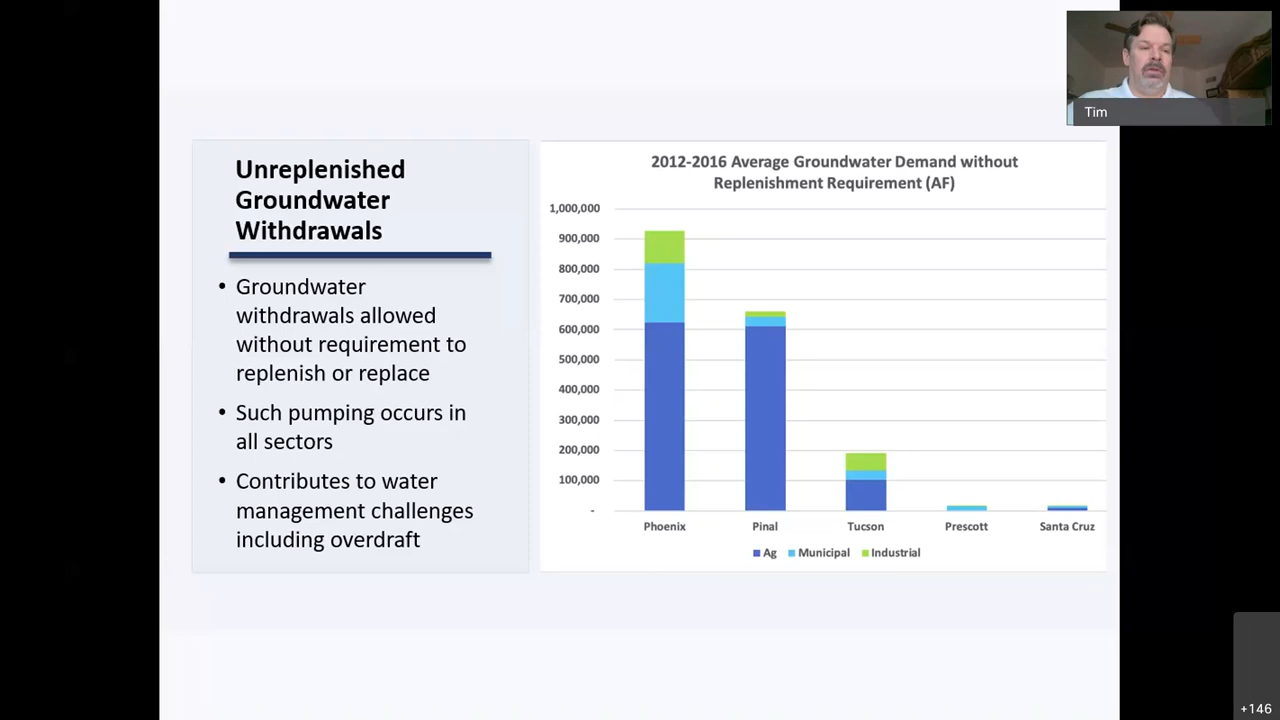 Unreplenished
Groundwater
Withdrawals
• Groundwater
withdrawals allowed
without requirement to
replenish or replace
• Such pumping occurs in
all sectors
• Contributes to water
management challenges
including overdraft
2012-2016 Average Groundwater Demand without
Replenishment Requirement (AF)
1,000,000
900,000
800,000
700,000
600,000
500,000
400,000
300,000
200,000
100,000
-
Phoenix Pinal Tucson Prescott Santa Cruz
Ag Municipal Industrial
Tim
+146